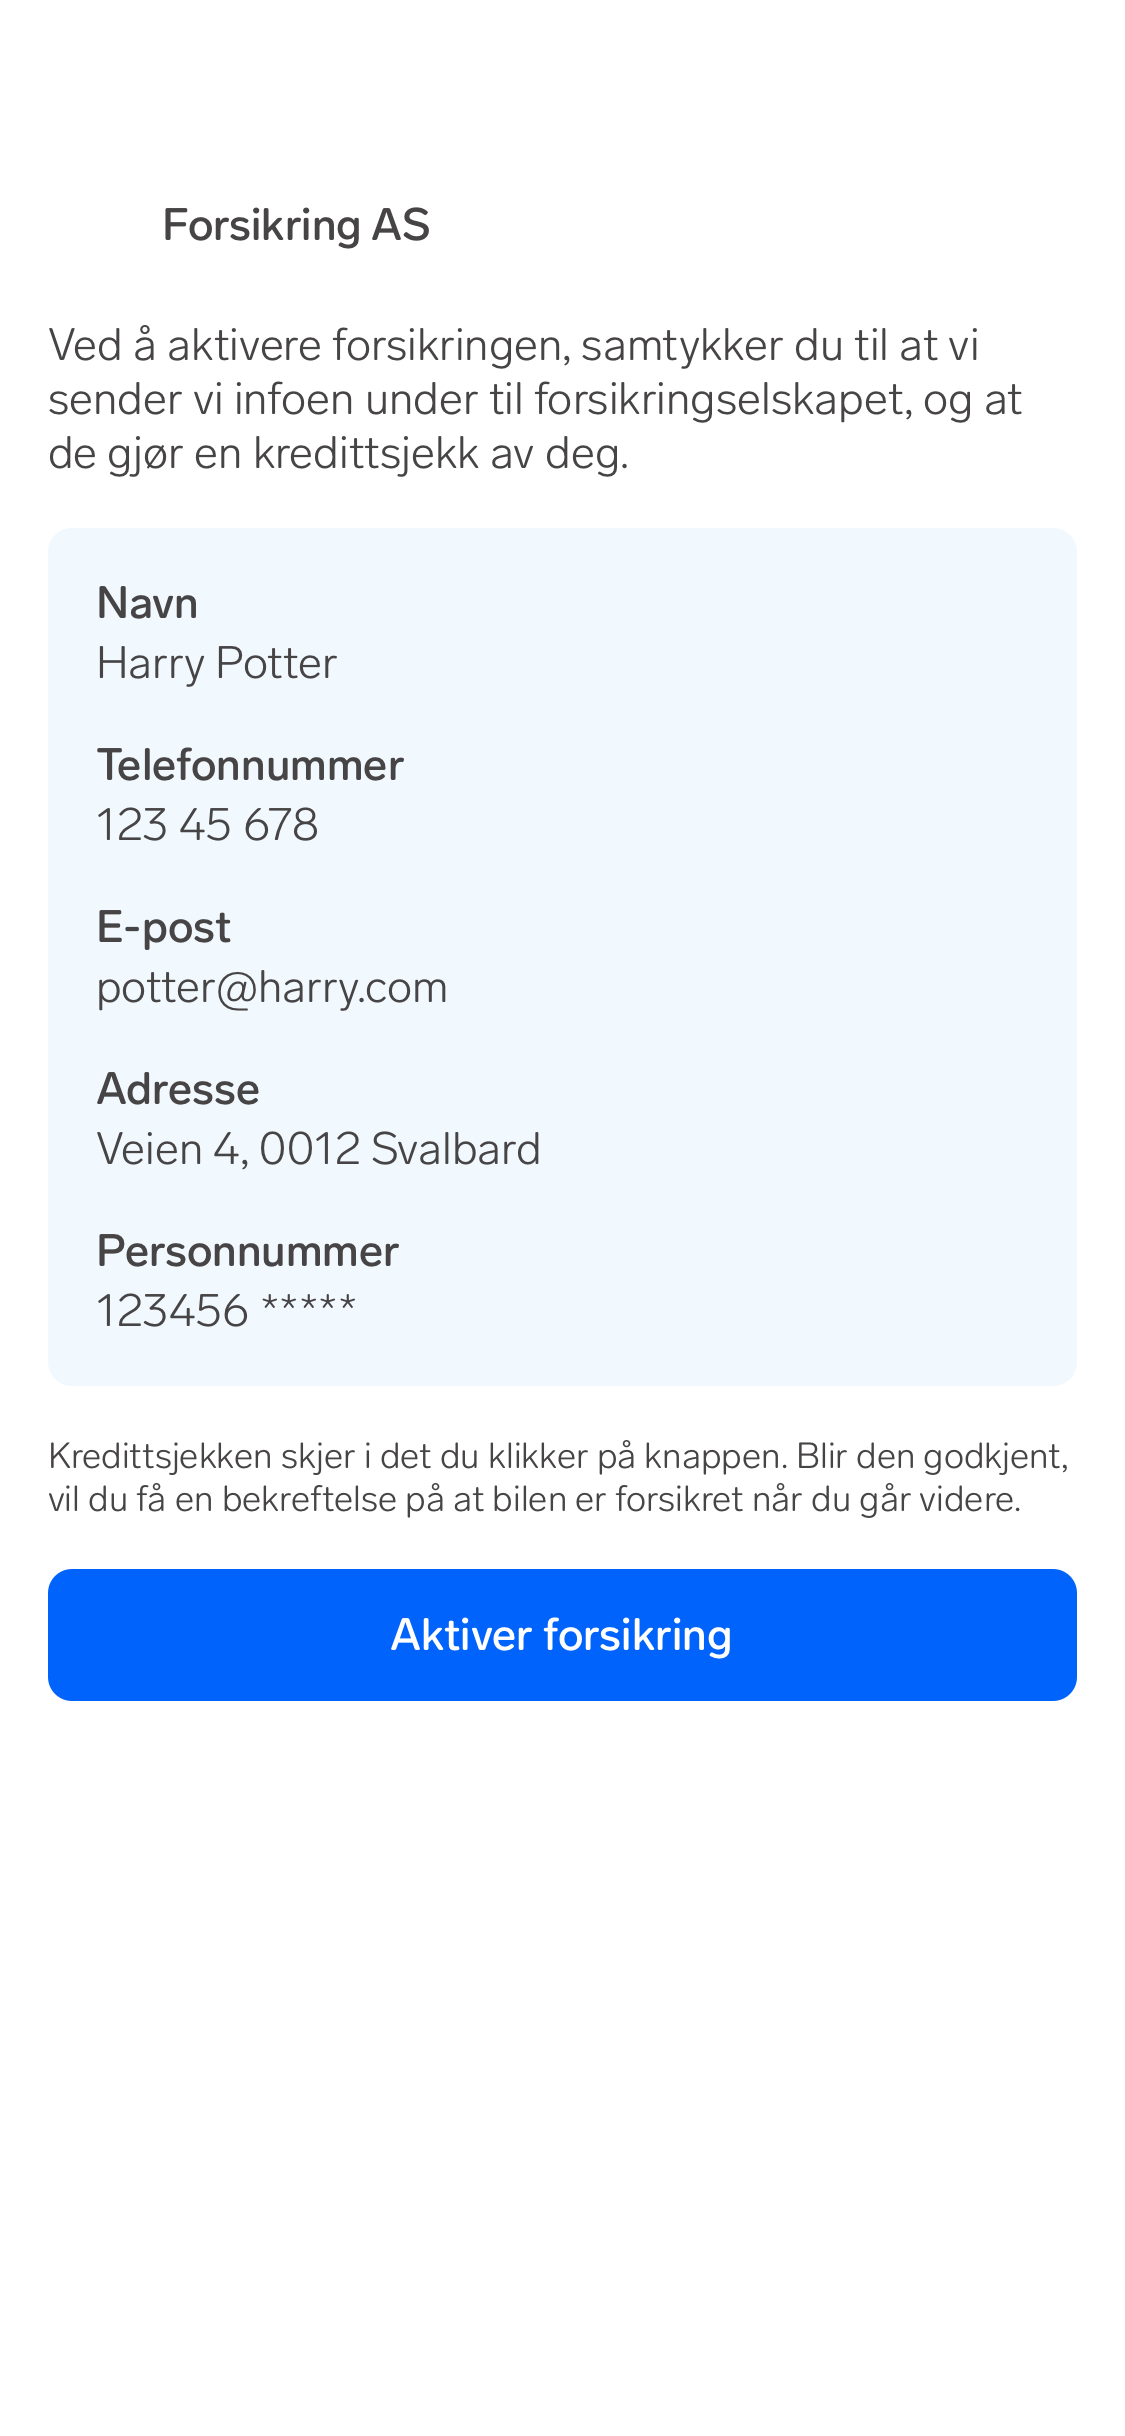 Forsikring AS
Ved å aktivere forsikringen, samtykker du til at vi
sender vi infoen under til forsikringselskapet, og at
de gjør en kredittsjekk av deg.
Navn
Harry Potter
Telefonnummer
123 45 678
E-post
potter@harry.com
Adresse
Veien 4, 0012 Svalbard
Personnummer
123456 *****
Kredittsjekken skjer i det du klikker på knappen. Blir den godkjent,
vil du få en bekreftelse på at bilen er forsikret når du går videre.
Aktiver forsikring